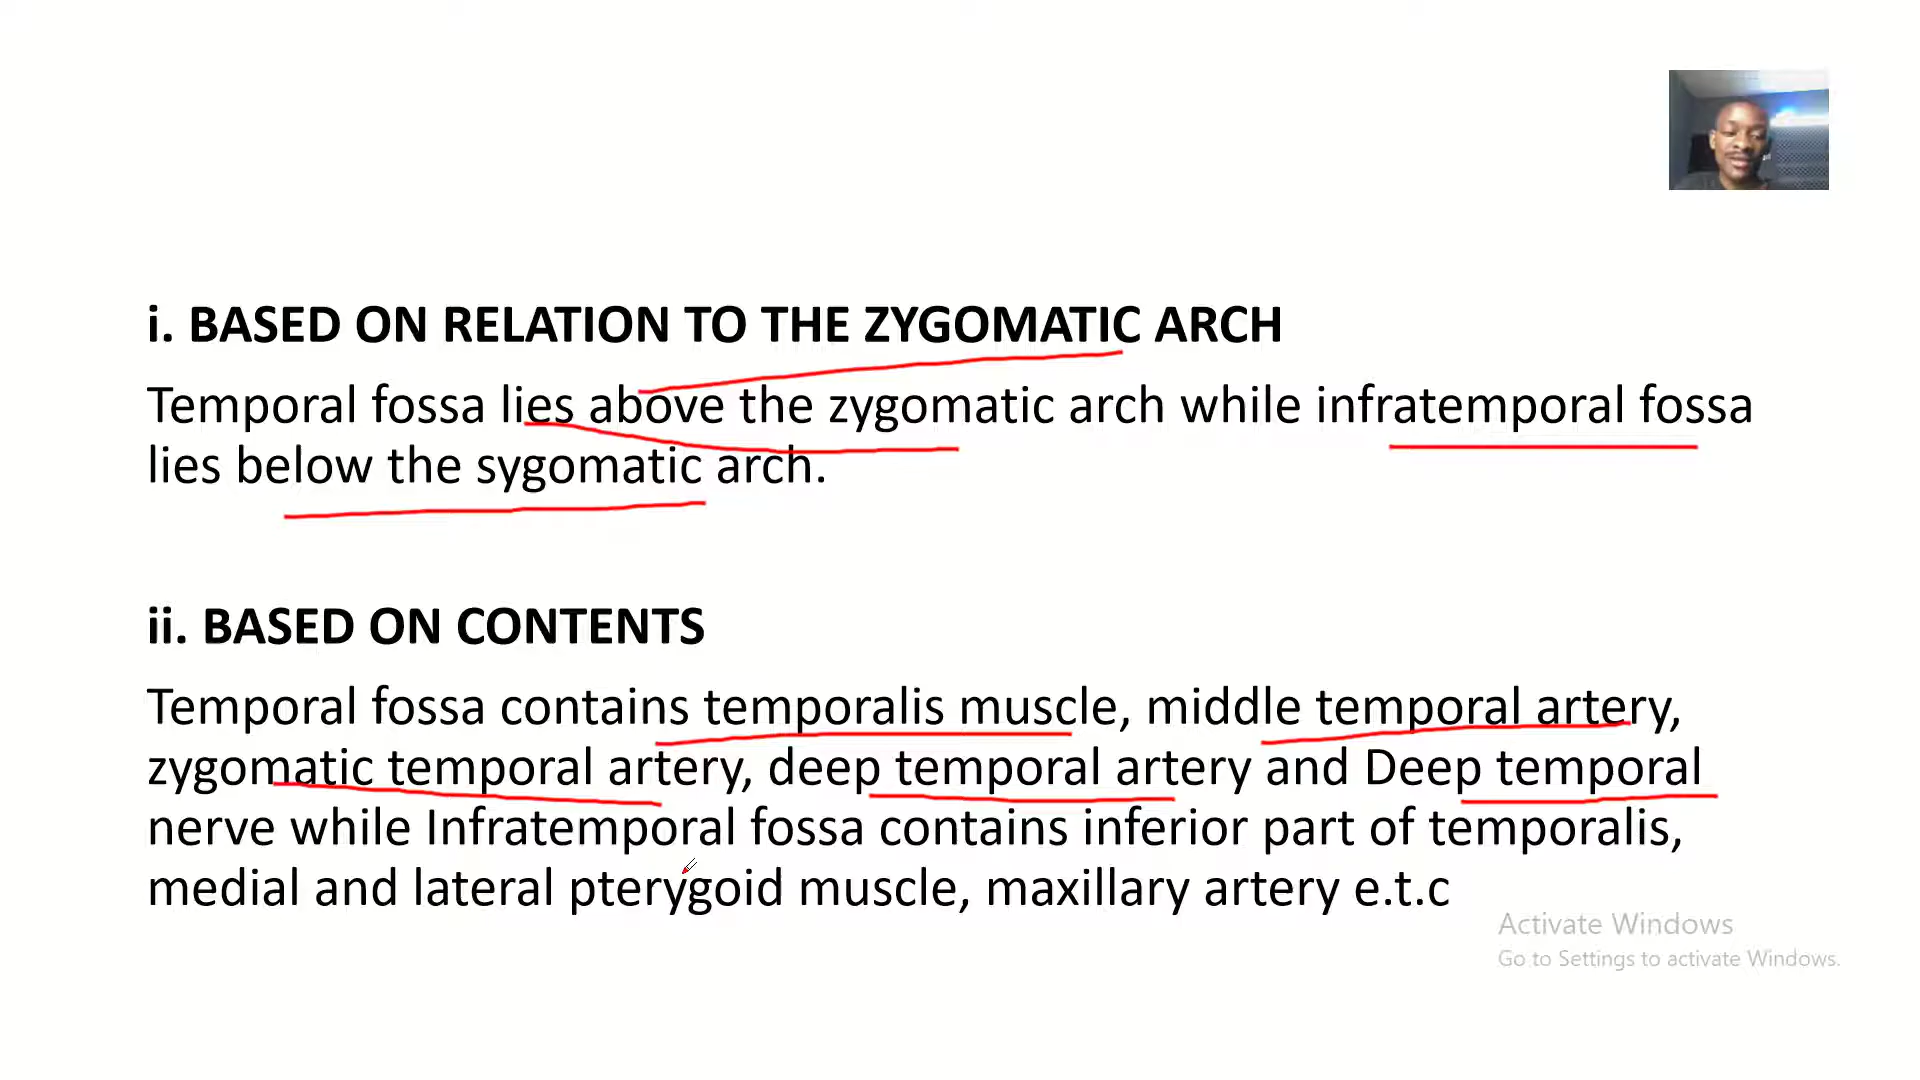 i. BASED ON RELATION TO THE ZYGOMATIC ARCH
Temporal fossa lies above the zygomatic arch while infratemporal fossa
lies below the sygomatic arch.
ii. BASED ON CONTENTS
Temporal fossa contains temporalis muscle, middle temporal artery,
zygomatic temporal artery, deep temporal artery and Deep temporal
nerve while Infratemporal fossa contains inferior part of temporalis,
medial and lateral pterygoid muscle, maxillary artery e.t.c
Activate Windows
Go to Settings to activate Windows.